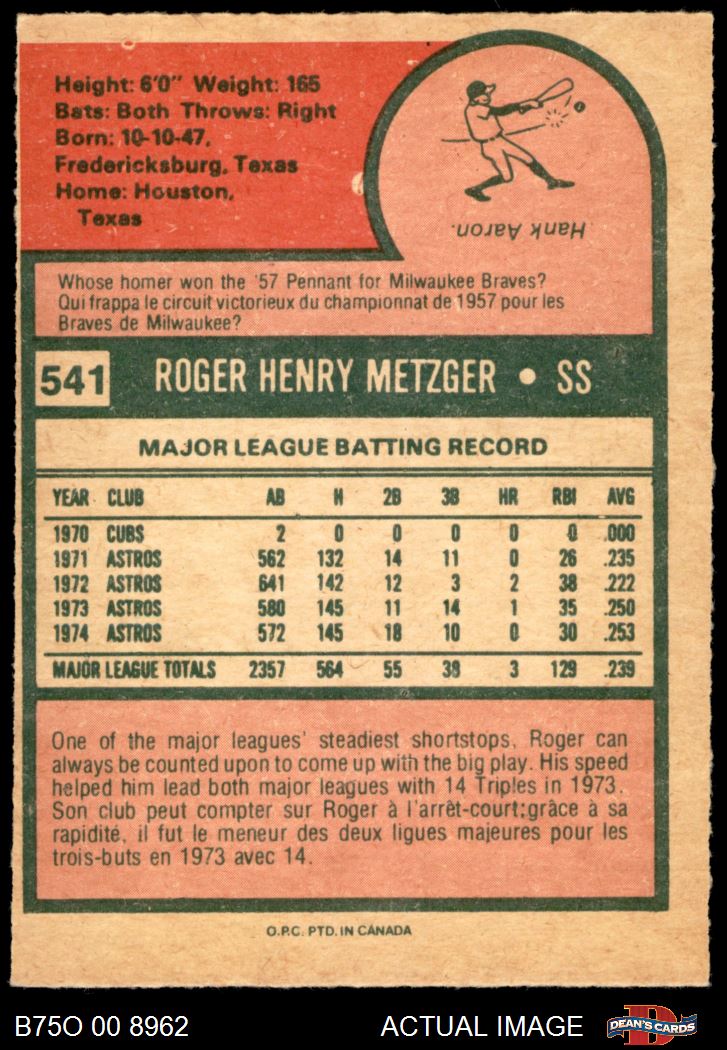 Height: 6'0" Weight: 165
Bats: Both Throws: Right
Born: 10-10-47,
Fredericksburg, Texas
Home: Houston,
Texas
Hank Aaron.
Whose homer won the '57 Pennant for Milwaukee Braves?
Qui frappa le circuit victorieux du championnat de 1957 pour les
Braves de Milwaukee?
541 ROGER HENRY METZGER • SS
MAJOR LEAGUE BATTING RECORD
YEAR CLUB AB H 2B 3B HR RBI AVG
1970 CUBS 2 0 0 0 0 0 .000
1971 ASTROS 562 132 14 11 0 26 .235
1972 ASTROS 641 142 12 3 2 38 .222
1973 ASTROS 580 145 11 14 1 35 .250
1974 ASTROS 572 145 18 10 0 30 .253
MAJOR LEAGUE TOTALS 2357 564 55 38 3 129 .239
One of the major leagues' steadiest shortstops, Roger can
always be counted upon to come up with the big play. His speed
helped him lead both major leagues with 14 Triples in 1973.
Son club peut compter sur Roger à l'arrêt-court;grâce à sa
rapidité, il fut le meneur des deux ligues majeures pour les
trois-buts en 1973 avec 14.
O.P.C. PTD. IN CANADA
B75O 00 8962 ACTUAL IMAGE DEAN'S CARDS